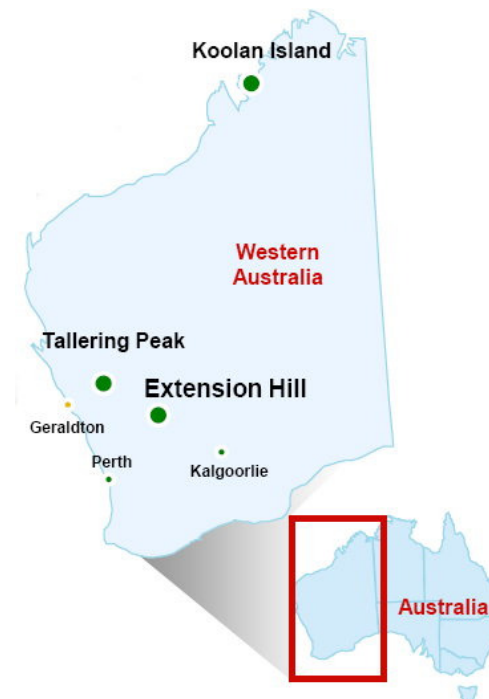 Koolan Island
Western
Australia
Tallering Peak
Extension Hill
Geraldton
Perth
Kalgoorlie
Australia